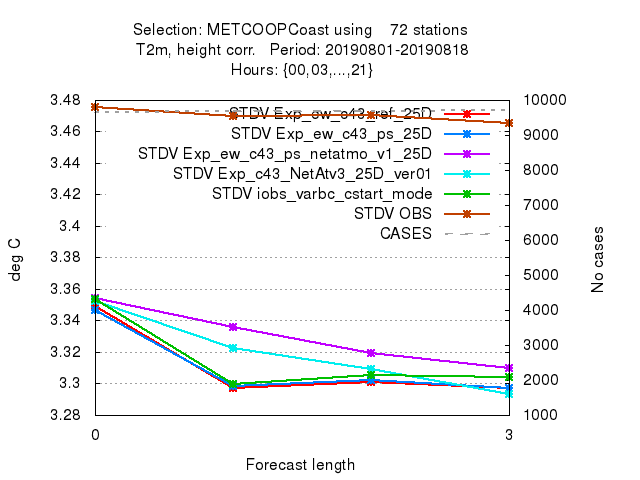 Selection: METCOOPCoast using 72 stations
T2m, height corr. Period: 20190801-20190818
Hours: {00,03,...,21}
3.48
3.46
3.44
3.42
3.4
3.38
3.36
3.34
3.32
3.3
3.28
deg C
STDV Exp_ew_c43_ref_25D
STDV Exp_ew_c43_ps_25D
STDV Exp_ew_c43_ps_netatmo_v1_25D
STDV Exp_c43_NetAtv3_25D_ver01
STDV iobs_varbc_cstart_mode
STDV OBS
CASES
10000
9000
8000
7000
6000
5000
4000
3000
2000
1000
No cases
0
3
Forecast length